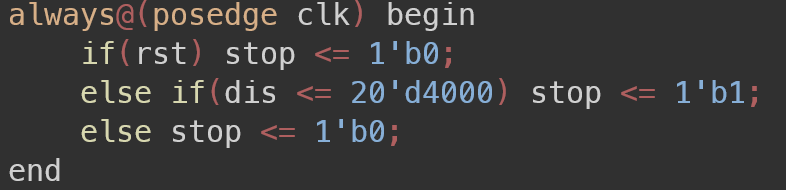 always@(posedge clk) begin
    if(rst) stop <= 1'b0;
    else if(dis <= 20'd4000) stop <= 1'b1;
    else stop <= 1'b0;
end